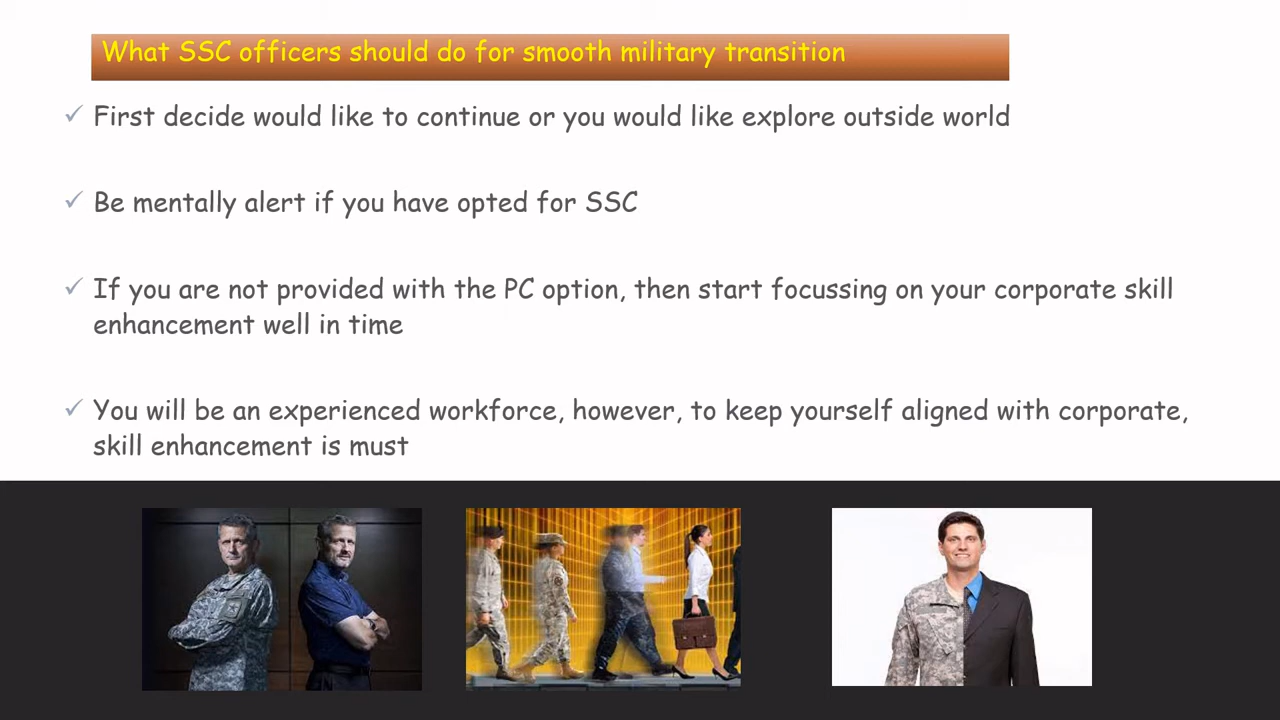 What SSC officers should do for smooth military transition
✓ First decide would like to continue or you would like explore outside world
✓ Be mentally alert if you have opted for SSC
✓ If you are not provided with the PC option, then start focussing on your corporate skill
enhancement well in time
✓ You will be an experienced workforce, however, to keep yourself aligned with corporate,
skill enhancement is must